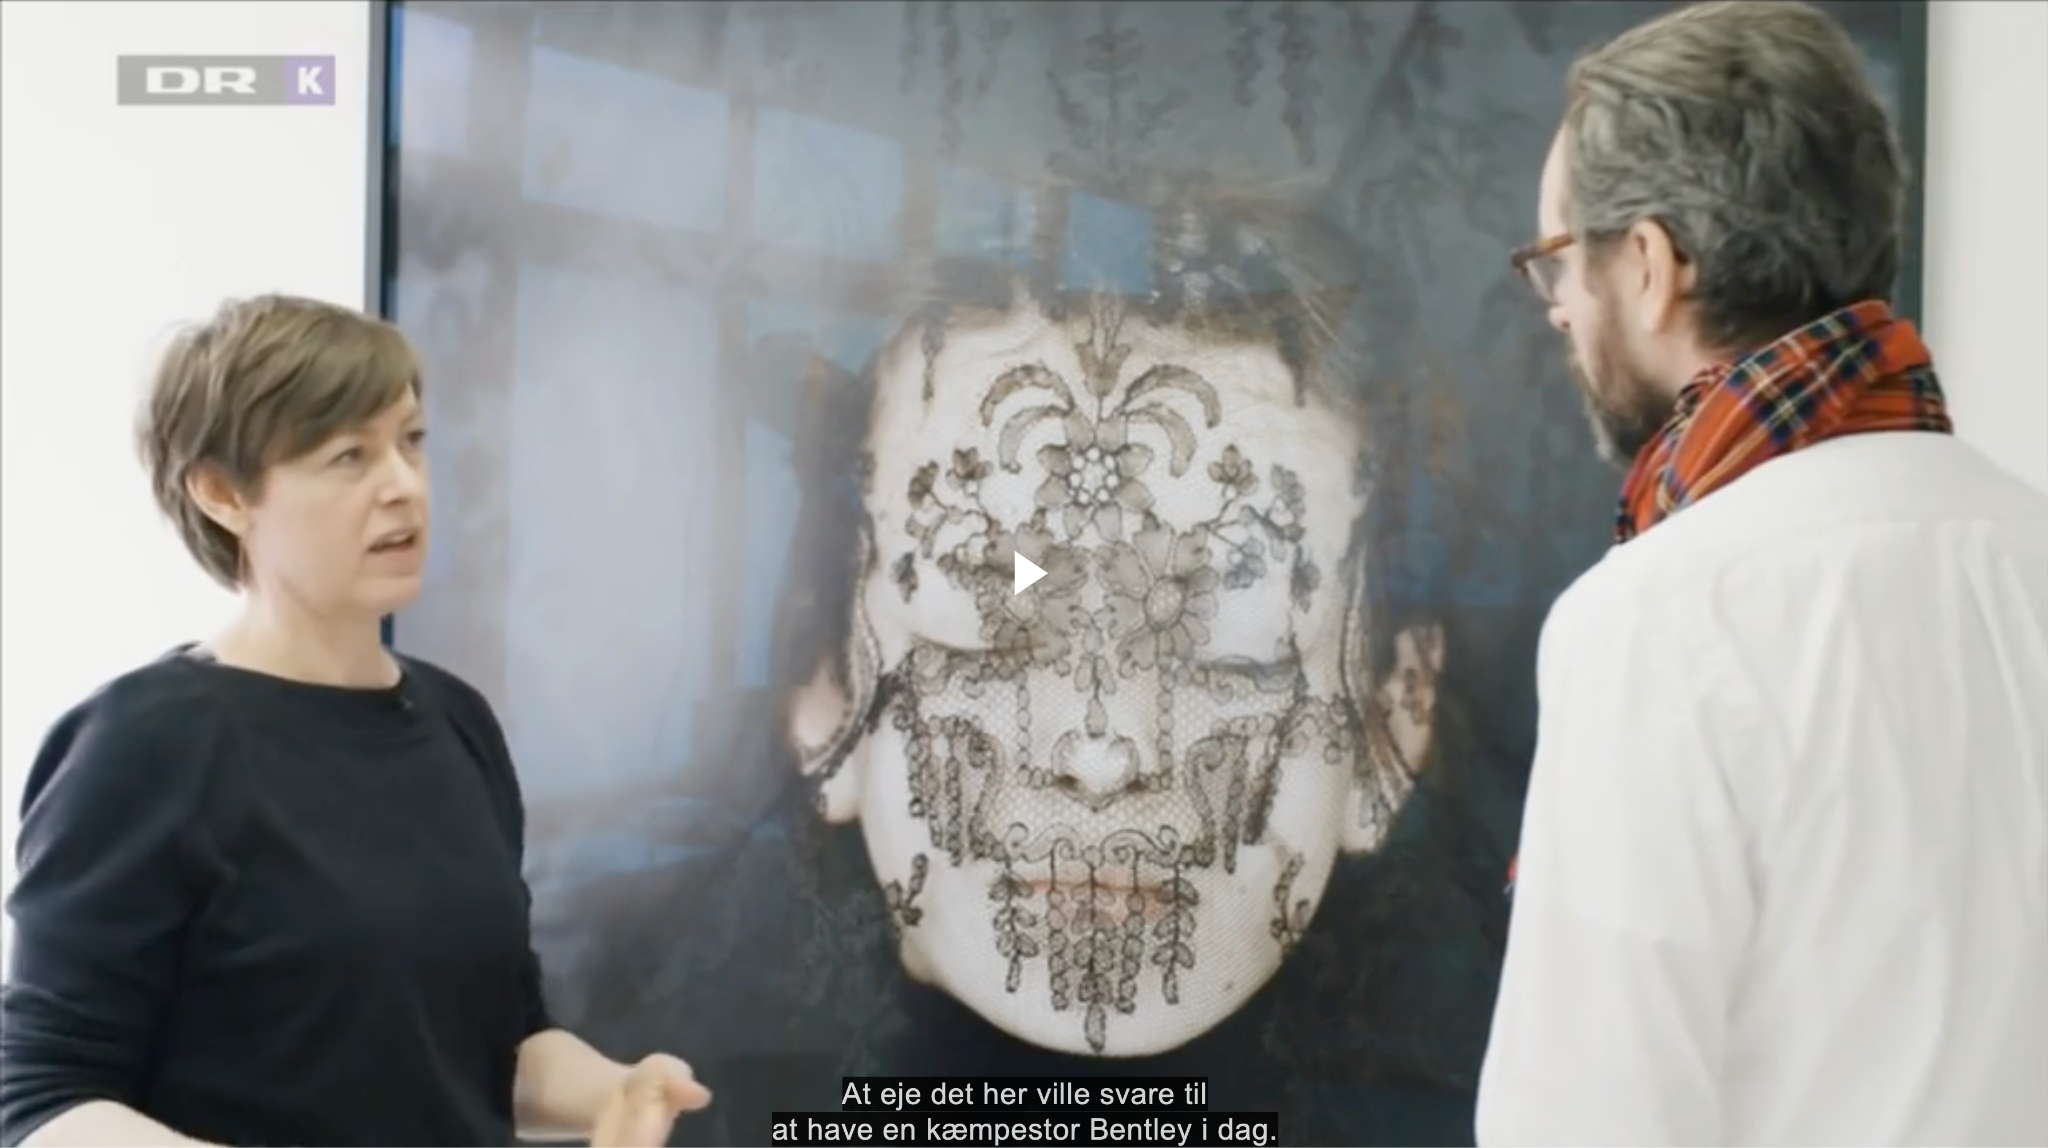 DR K
At eje det her ville svare til
at have en kæmpestor Bentley i dag.